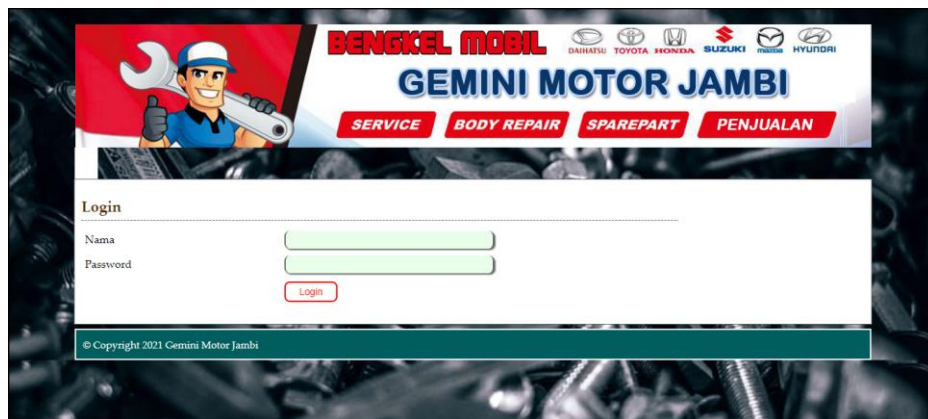 BENGKEL MOBIL
DAIHATSU TOYOTA HONDA SUZUKI mazda HYUNDAI
GEMINI MOTOR JAMBI
SERVICE BODY REPAIR SPAREPART PENJUALAN
Login
Nama
Password
Login
© Copyright 2021 Gemini Motor Jambi